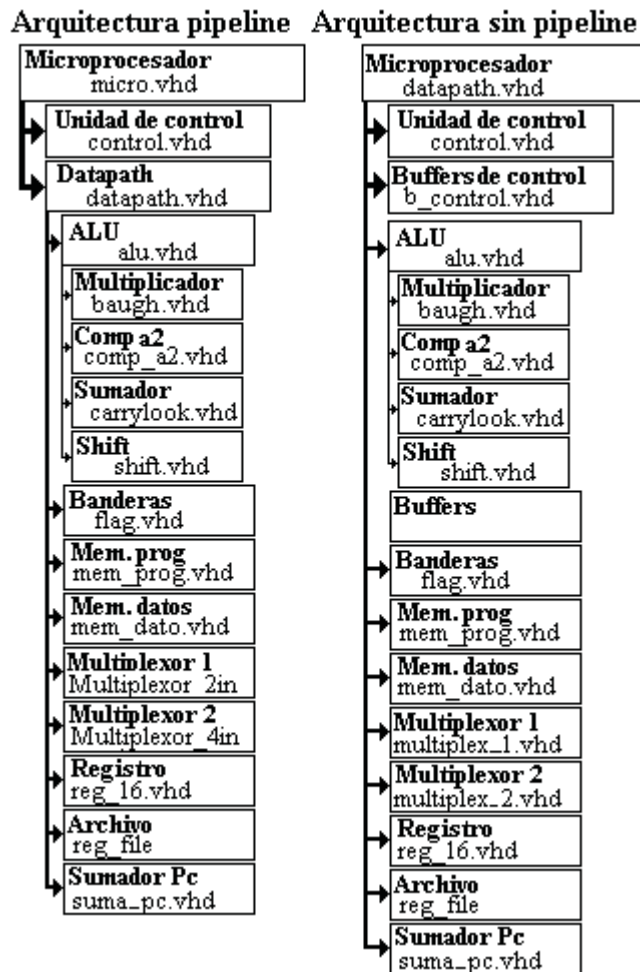 Arquitectura pipeline
Microprocesador
micro.vhd
Unidad de control
control.vhd
Datapath
datapath.vhd
ALU
alu.vhd
Multiplicador
baugh.vhd
Comp a2
comp_a2.vhd
Sumador
carrylook.vhd
Shift
shift.vhd
Banderas
flag.vhd
Mem. prog
mem_prog.vhd
Mem. datos
mem_dato.vhd
Multiplexor 1
Multiplexor_2in
Multiplexor 2
Multiplexor_4in
Registro
reg_16.vhd
Archivo
reg_file
Sumador Pc
suma_pc.vhd
Arquitectura sin pipeline
Microprocesador
datapath.vhd
Unidad de control
control.vhd
Buffers de control
b_control.vhd
ALU
alu.vhd
Multiplicador
baugh.vhd
Comp a2
comp_a2.vhd
Sumador
carrylook.vhd
Shift
shift.vhd
Buffers
Banderas
flag.vhd
Mem. prog
mem_prog.vhd
Mem. datos
mem_dato.vhd
Multiplexor 1
multiplex_1.vhd
Multiplexor 2
multiplex_2.vhd
Registro
reg_16.vhd
Archivo
reg_file
Sumador Pc
suma_pc.vhd